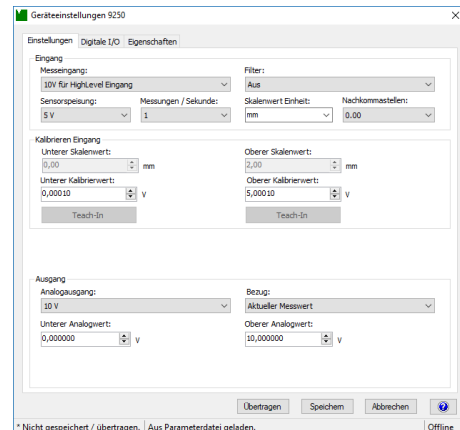 Geräteeinstellungen 9250
Einstellungen Digitale I/O Eigenschaften
Eingang
Messeingang: Filter:
10V für HighLevel Eingang Aus
Sensorspeisung: Messungen / Sekunde: Skalenwert Einheit: Nachkommastellen:
5 V 1 mm 0.00
Kalibrieren Eingang
Unterer Skalenwert: Oberer Skalenwert:
0,00 mm 2,00 mm
Unterer Kalibrierwert: Oberer Kalibrierwert:
0,00010 V 5,00010 V
Teach-In Teach-In
Ausgang
Analogausgang: Bezug:
10 V Aktueller Messwert
Unterer Analogwert: Oberer Analogwert:
0,000000 V 10,000000 V
Übertragen Speichern Abbrechen ?
* Nicht gespeichert / übertragen. Aus Parameterdatei geladen. Offline